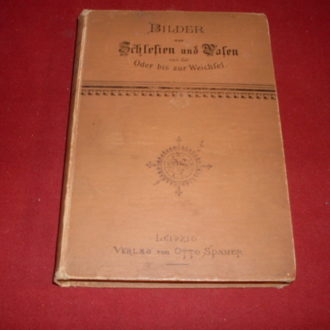 BILDER
aus
Schlesien und Posen
von der
Oder bis zur Weichsel.
LEIPZIG
VERLAG VON OTTO SPAMER